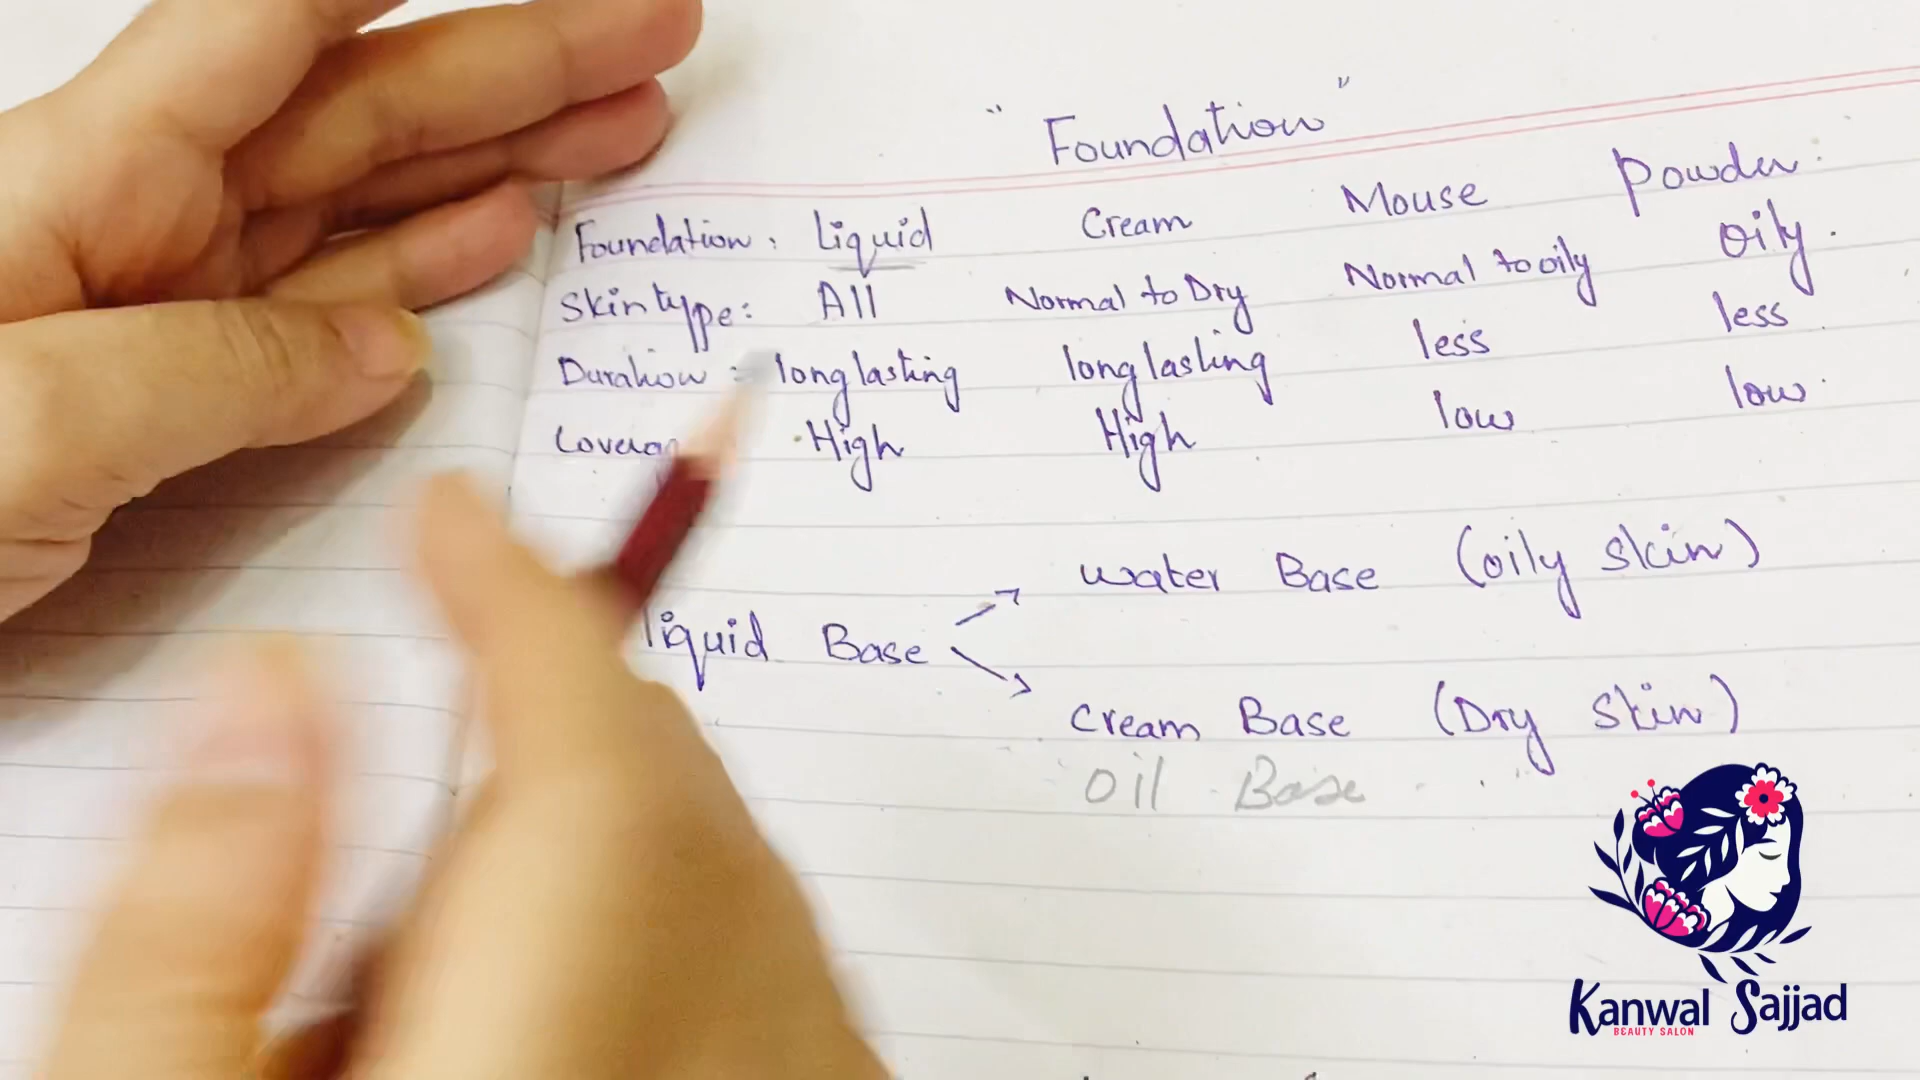 " Foundation "
Foundation : Liquid Cream Mouse Powder.
Skin type: All Normal to Dry Normal to oily oily.
Duration : long lasting long lasting less less
High High low low.
liquid Base water Base (oily skin)
cream Base (Dry Skin)
oil Base
Kanwal Sajjad
BEAUTY SALON